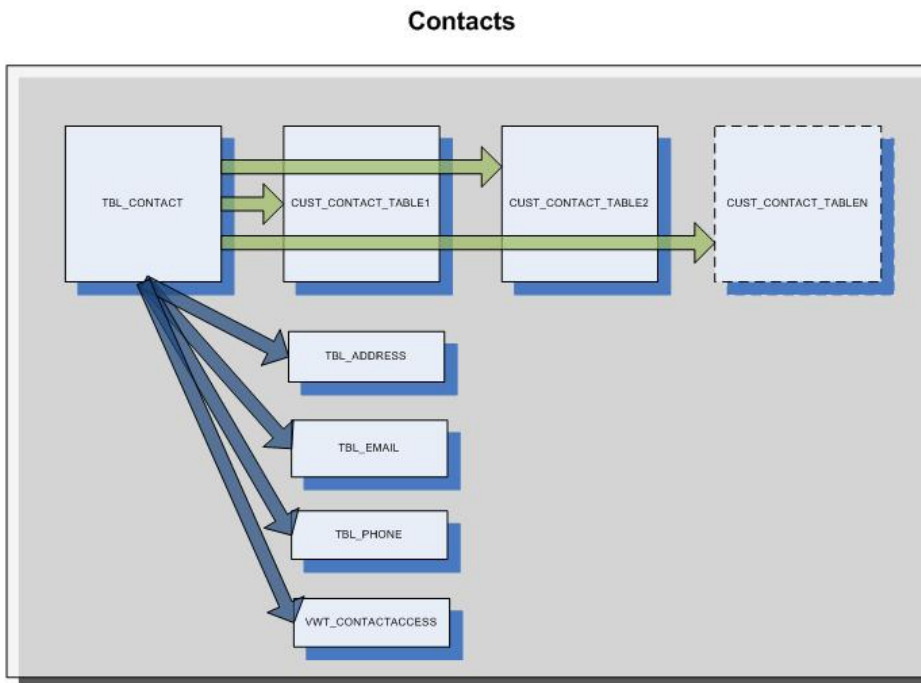 Contacts
TBL_CONTACT
CUST_CONTACT_TABLE1
CUST_CONTACT_TABLE2
CUST_CONTACT_TABLEN
TBL_ADDRESS
TBL_EMAIL
TBL_PHONE
VWT_CONTACTACCESS